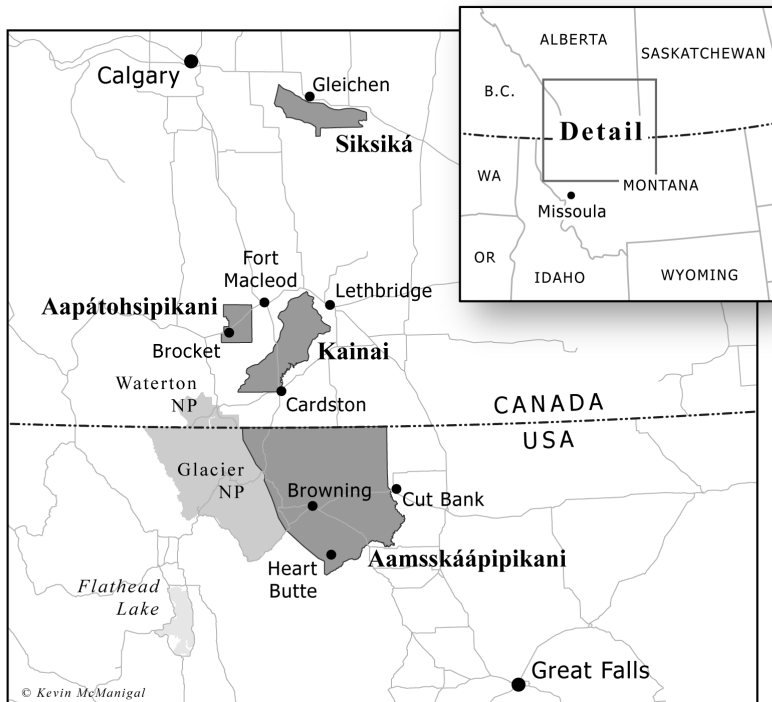 ALBERTA
SASKATCHEWAN
B.C.
Detail
WA
MONTANA
Missoula
OR
IDAHO
WYOMING
Calgary
Gleichen
Siksiká
Fort
Macleod
Lethbridge
Aapátohsipikani
Brocket
Kainai
Waterton
NP
Cardston
CANADA
USA
Glacier
NP
Browning
Cut Bank
Heart
Butte
Aamsskáápipikani
Flathead
Lake
Great Falls
© Kevin McManigal